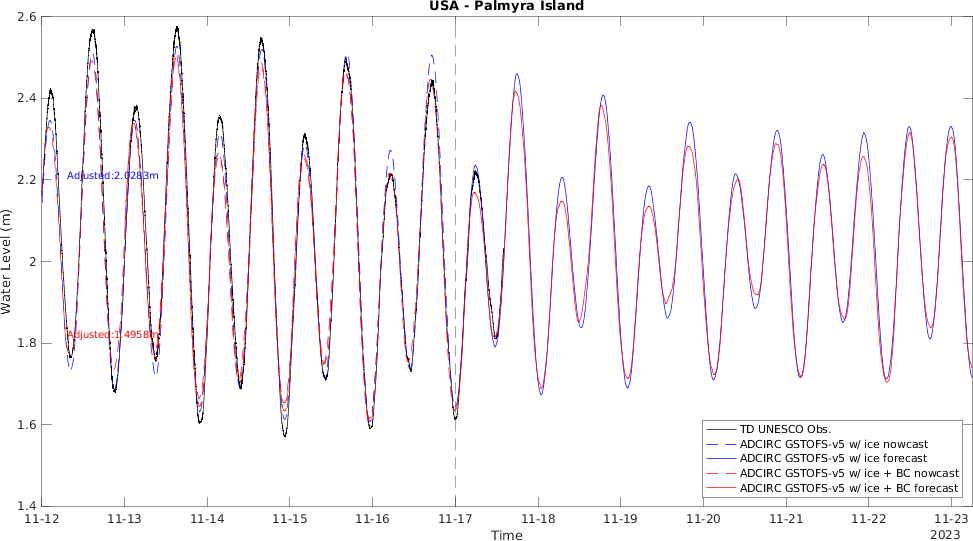 USA - Palmyra Island
2.6
2.4
2.2
2
1.8
1.6
1.4
Water Level (m)
Adjusted:2.0283m
Adjusted:1.4958m
TD UNESCO Obs.
ADCIRC GSTOFS-v5 w/ ice nowcast
ADCIRC GSTOFS-v5 w/ ice forecast
ADCIRC GSTOFS-v5 w/ ice + BC nowcast
ADCIRC GSTOFS-v5 w/ ice + BC forecast
11-12 11-13 11-14 11-15 11-16 11-17 11-18 11-19 11-20 11-21 11-22 11-23
Time
2023